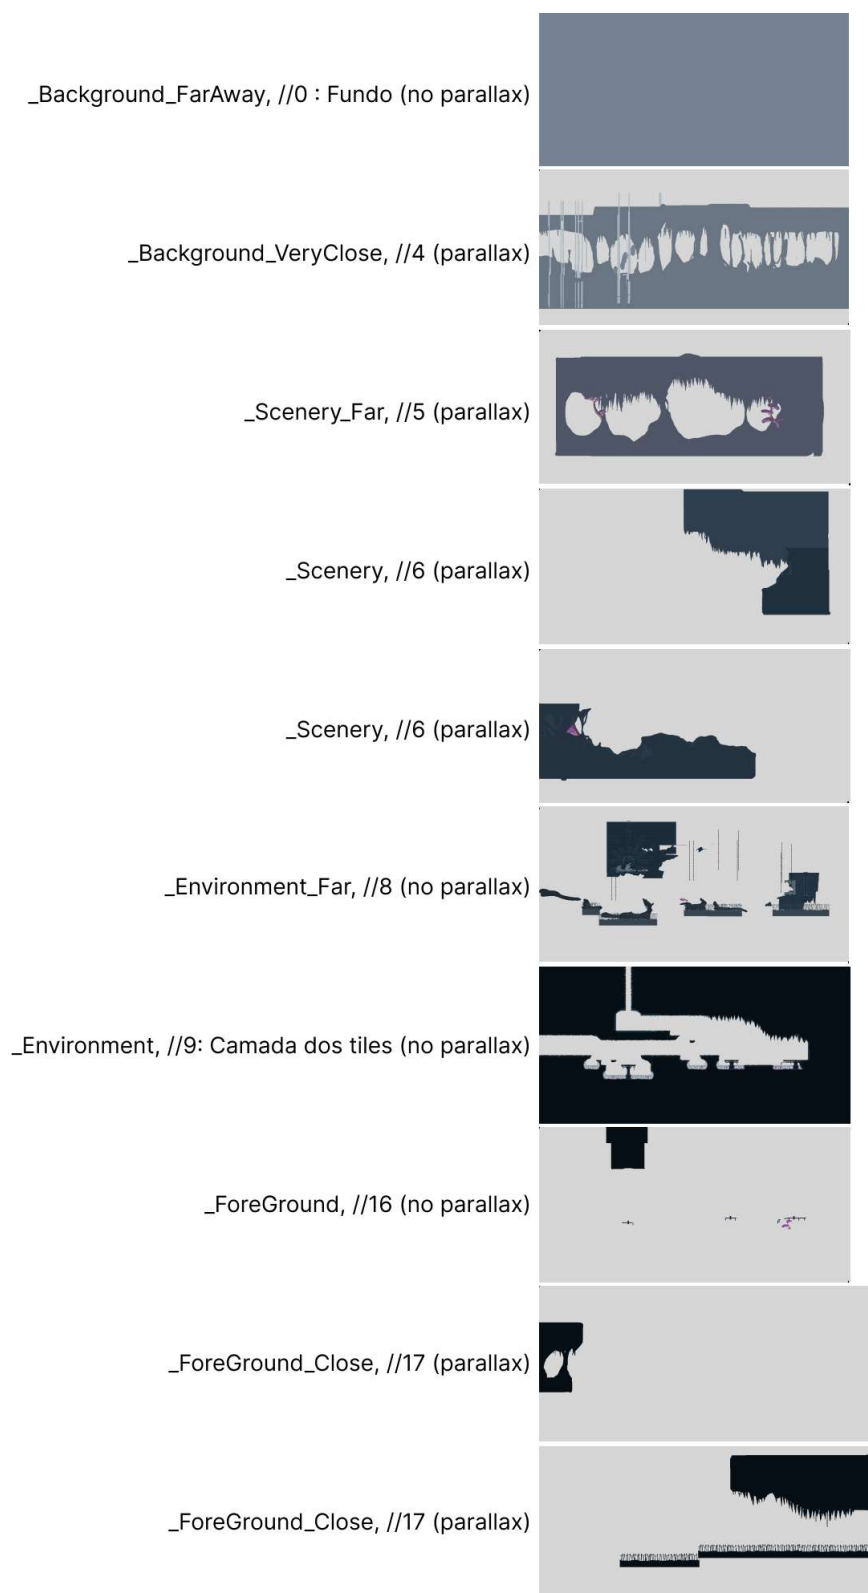 _Background_FarAway, //0 : Fundo (no parallax)
_Background_VeryClose, //4 (parallax)
_Scenery_Far, //5 (parallax)
_Scenery, //6 (parallax)
_Scenery, //6 (parallax)
_Environment_Far, //8 (no parallax)
_Environment, //9: Camada dos tiles (no parallax)
_ForeGround, //16 (no parallax)
_ForeGround_Close, //17 (parallax)
_ForeGround_Close, //17 (parallax)